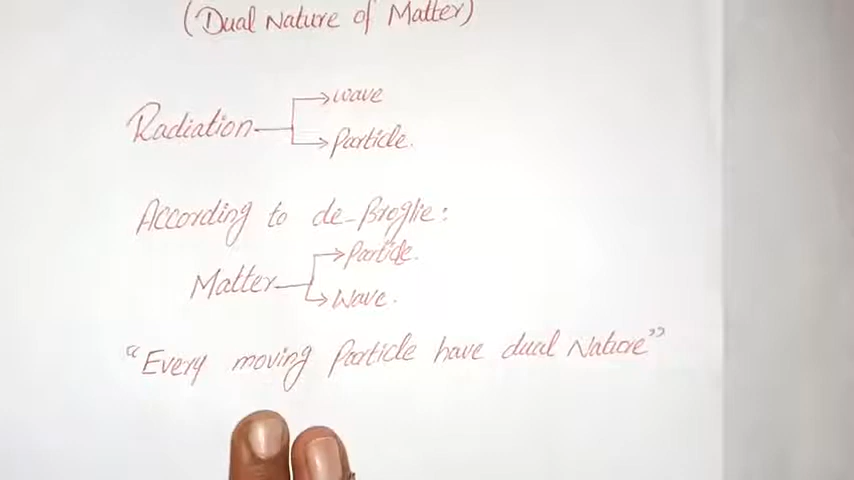 (Dual Nature of Matter)
wave
Radiation
Particle.
According to de-Broglie:
Particle.
Matter
Wave.
"Every moving Particle have dual Nature"